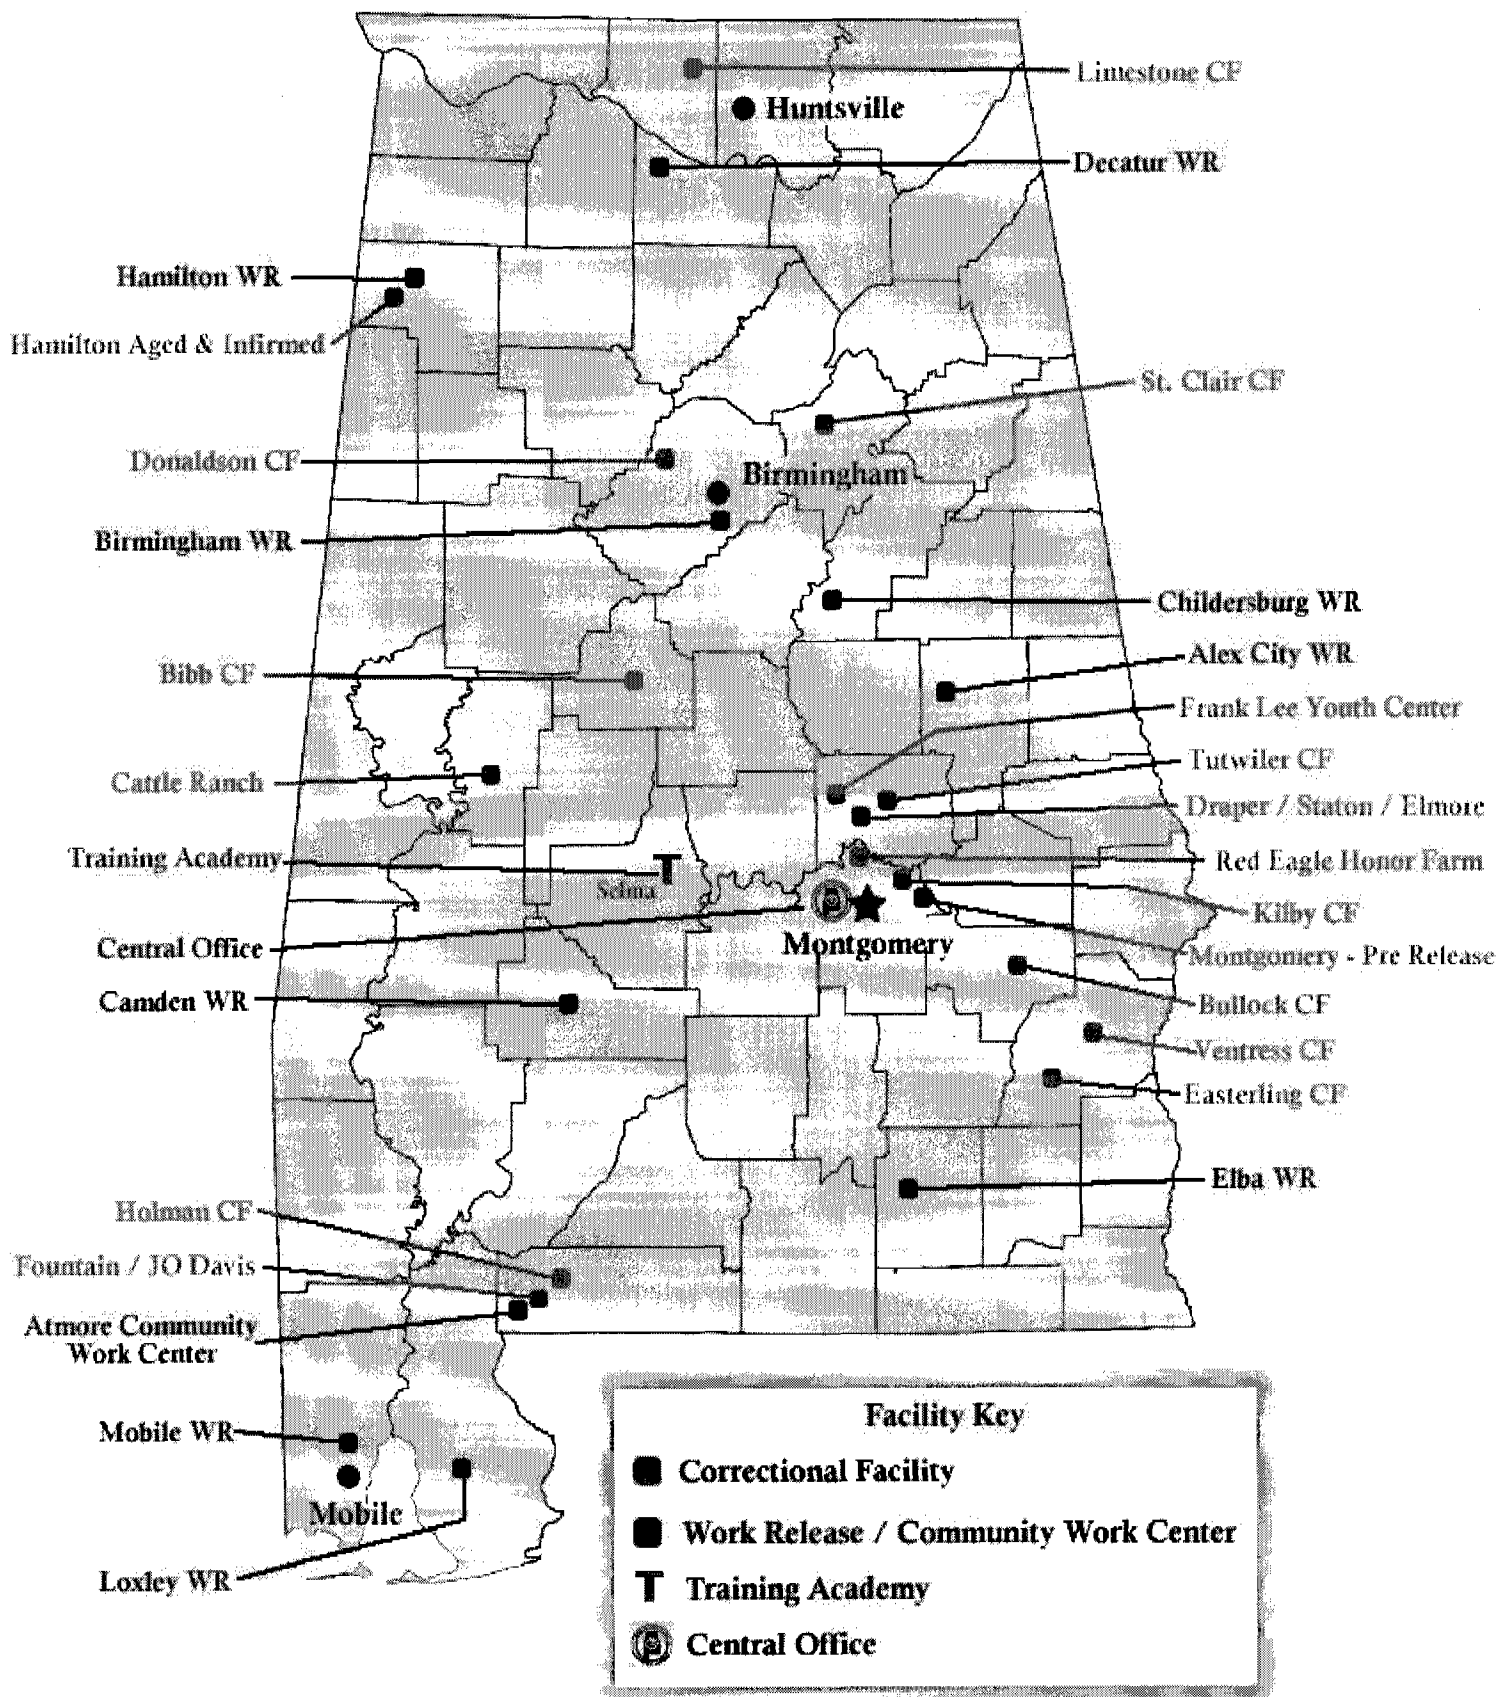 Limestone CF
Huntsville
Decatur WR
Hamilton WR
Hamilton Aged & Infirmed
St. Clair CF
Donaldson CF
Birmingham
Birmingham WR
Childersburg WR
Alex City WR
Bibb CF
Frank Lee Youth Center
Tutwiler CF
Cattle Ranch
Draper / Staton / Elmore
Training Academy
T
Selma
Red Eagle Honor Farm
Kilby CF
Central Office
Montgomery
Montgomery - Pre Release
Camden WR
Bullock CF
Ventress CF
Easterling CF
Elba WR
Holman CF
Fountain / JO Davis
Atmore Community
Work Center
Mobile WR
Mobile
Loxley WR
Facility Key
Correctional Facility
Work Release / Community Work Center
T Training Academy
Central Office